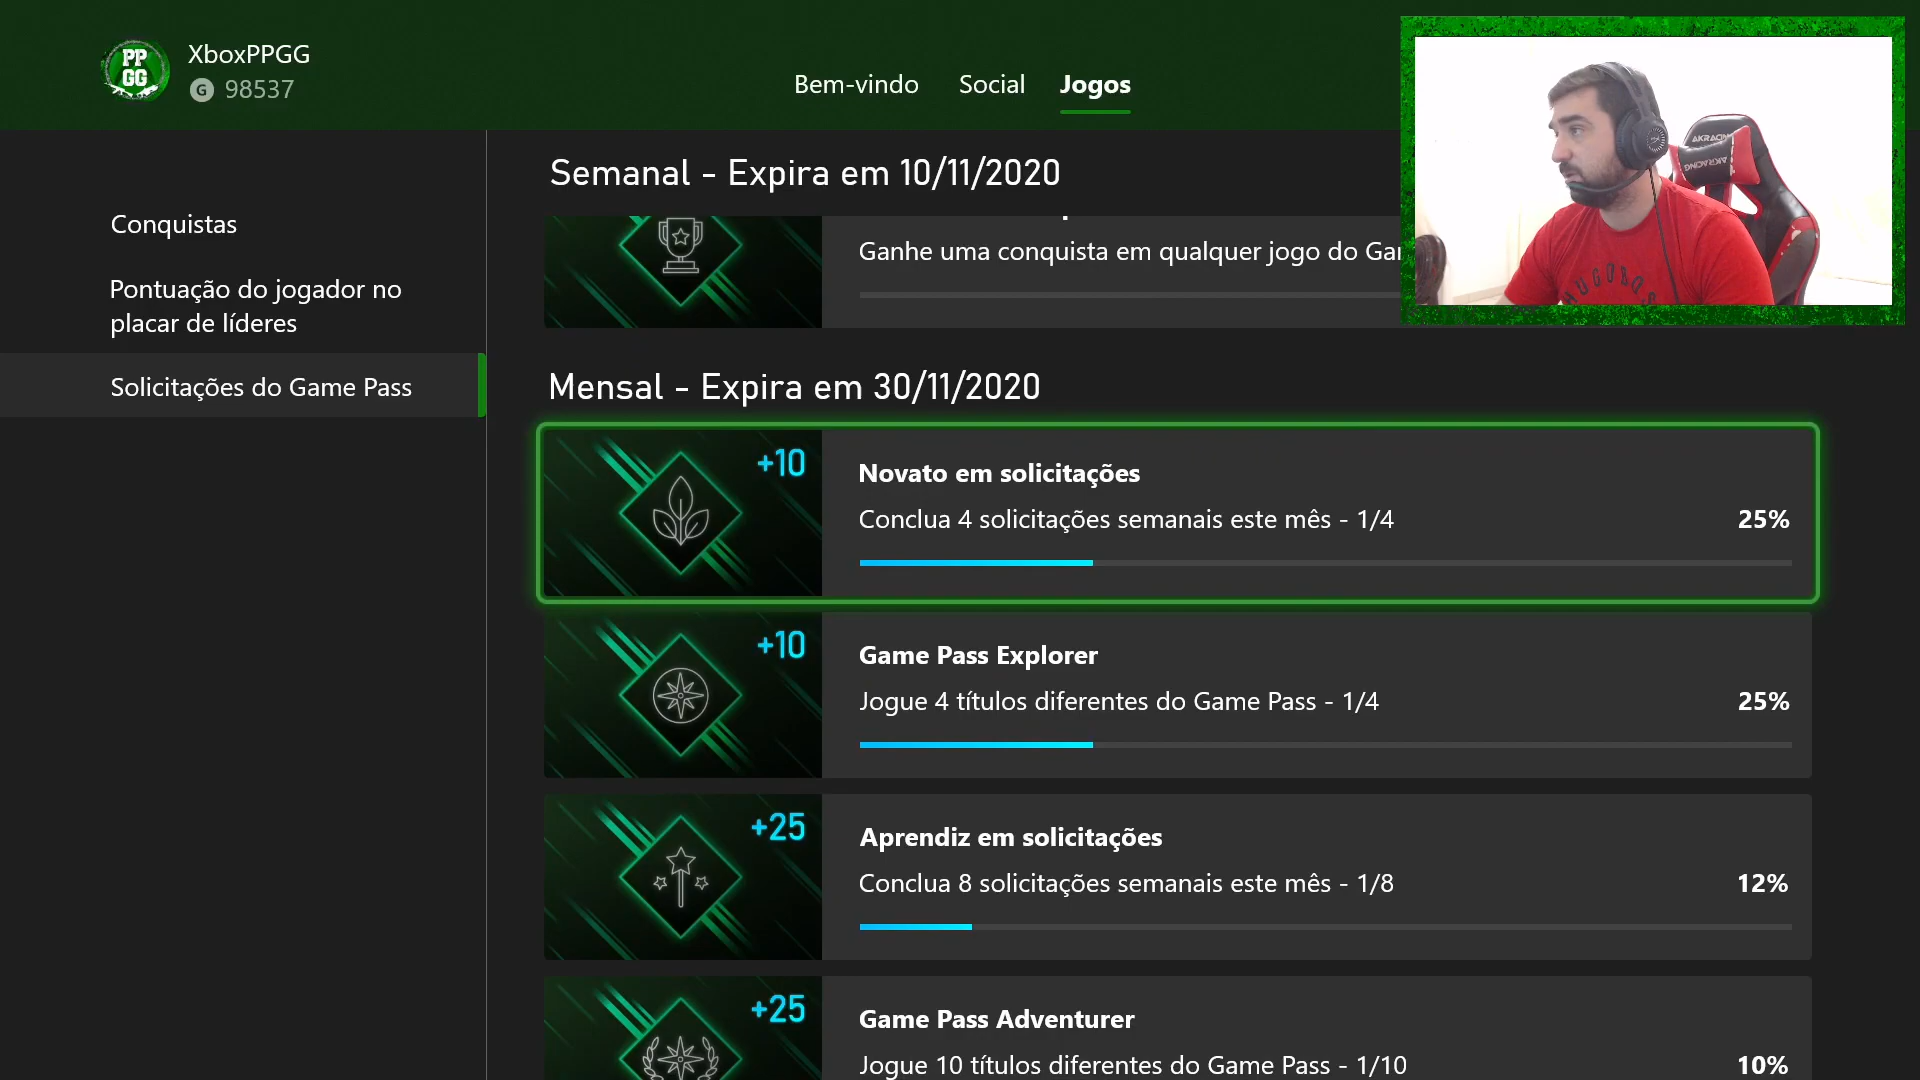 PP
GG
XboxPPGG
G 98537
Bem-vindo
Social
Jogos
Conquistas
Pontuação do jogador no
placar de líderes
Solicitações do Game Pass
Semanal - Expira em 10/11/2020
Ganhe uma conquista em qualquer jogo do
Mensal - Expira em 30/11/2020
+10
Novato em solicitações
Conclua 4 solicitações semanais este mês - 1/4
25%
+10
Game Pass Explorer
Jogue 4 títulos diferentes do Game Pass - 1/4
25%
+25
Aprendiz em solicitações
Conclua 8 solicitações semanais este mês - 1/8
12%
+25
Game Pass Adventurer
Jogue 10 títulos diferentes do Game Pass - 1/10
10%
AKRACING
AKRACING